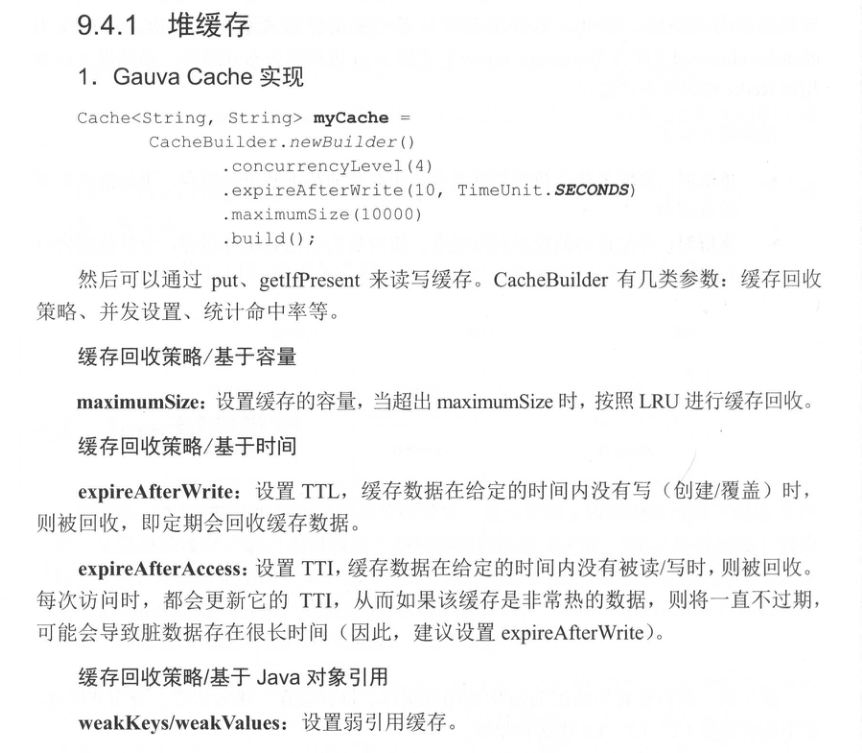 9.4.1 堆缓存
1．Gauva Cache 实现
Cache<String, String> myCache =
CacheBuilder.newBuilder()
.concurrencyLevel(4)
.expireAfterWrite(10, TimeUnit.SECONDS)
.maximumSize(10000)
.build();
然后可以通过 put、getIfPresent 来读写缓存。CacheBuilder 有几类参数：缓存回收
策略、并发设置、统计命中率等。
缓存回收策略/基于容量
maximumSize：设置缓存的容量，当超出 maximumSize 时，按照 LRU 进行缓存回收。
缓存回收策略/基于时间
expireAfterWrite：设置 TTL，缓存数据在给定的时间内没有写（创建/覆盖）时，
则被回收，即定期会回收缓存数据。
expireAfterAccess：设置 TTI，缓存数据在给定的时间内没有被读/写时，则被回收。
每次访问时，都会更新它的 TTI，从而如果该缓存是非常热的数据，则将一直不过期，
可能会导致脏数据存在很长时间（因此，建议设置 expireAfterWrite）。
缓存回收策略/基于 Java 对象引用
weakKeys/weakValues：设置弱引用缓存。